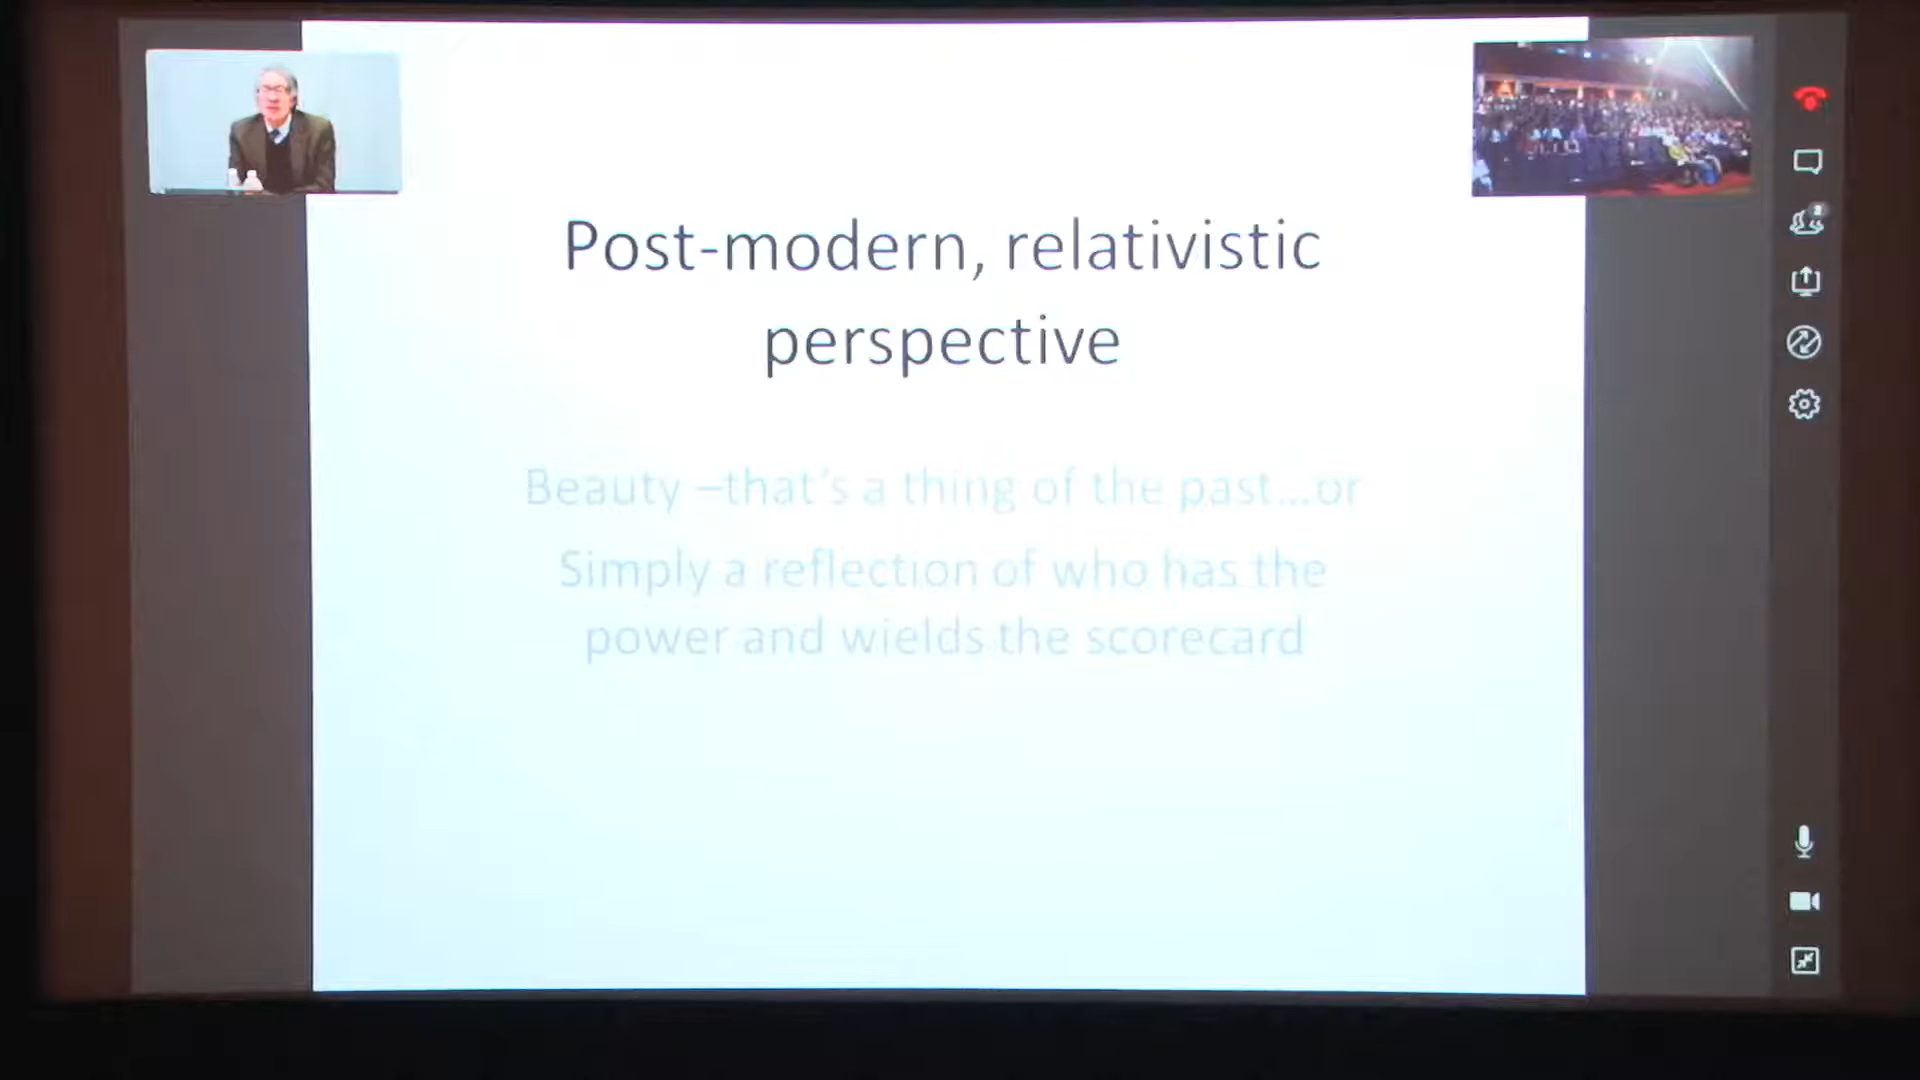 Post-modern, relativistic
perspective
Beauty –that's a thing of the past...or
Simply a reflection of who has the
power and wields the scorecard
2